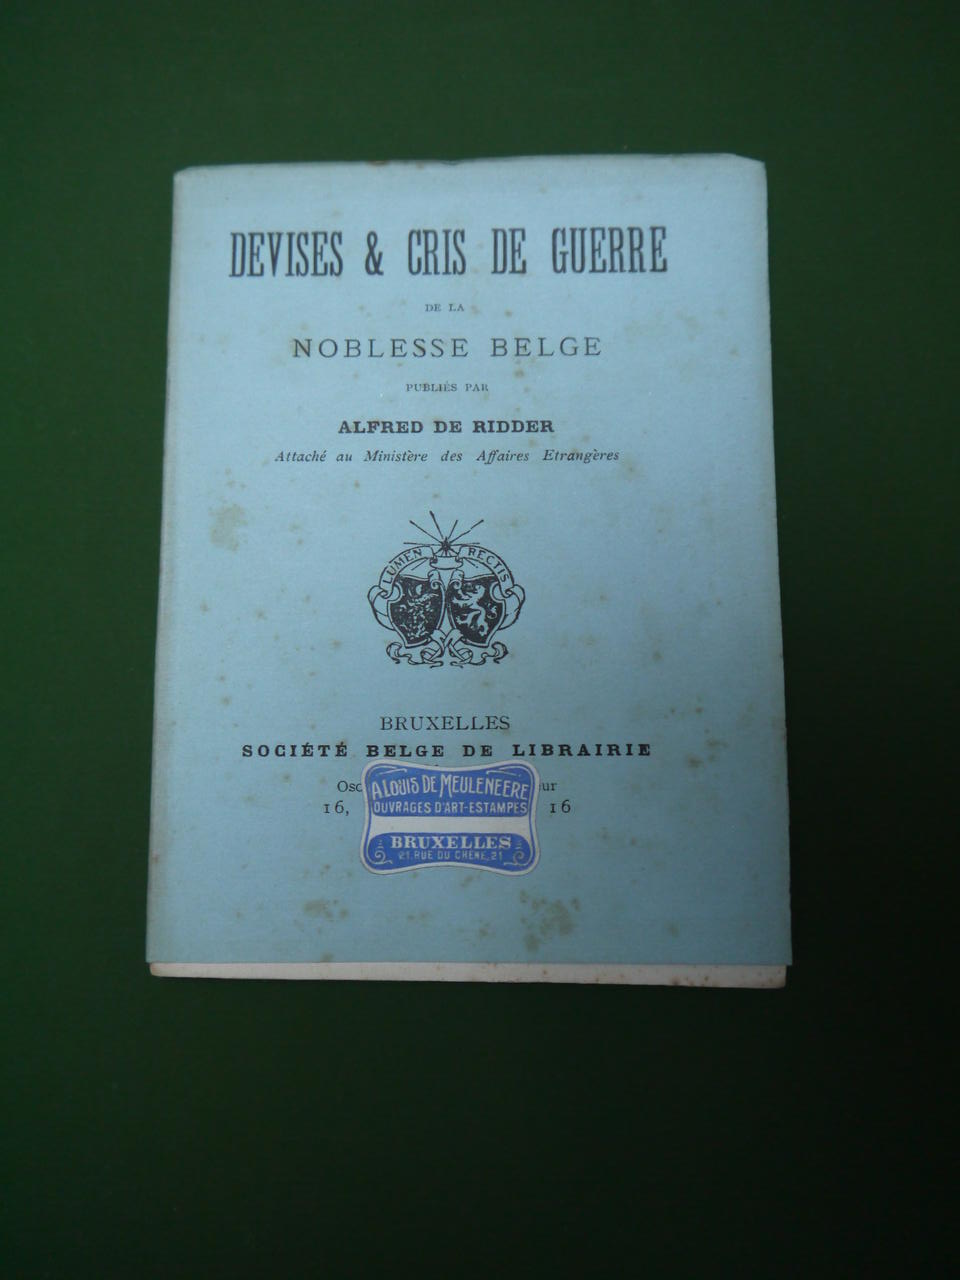 DEVISES & CRIS DE GUERRE
DE LA
NOBLESSE BELGE
PUBLIÉS PAR
ALFRED DE RIDDER
Attaché au Ministère des Affaires Etrangères
LUMEN RECTIS
BRUXELLES
SOCIÉTÉ BELGE DE LIBRAIRIE
16, 16
A LOUIS DE MEULENEERE
OUVRAGES D'ART-ESTAMPES
BRUXELLES
21. RUE DU CHÊNE, 21